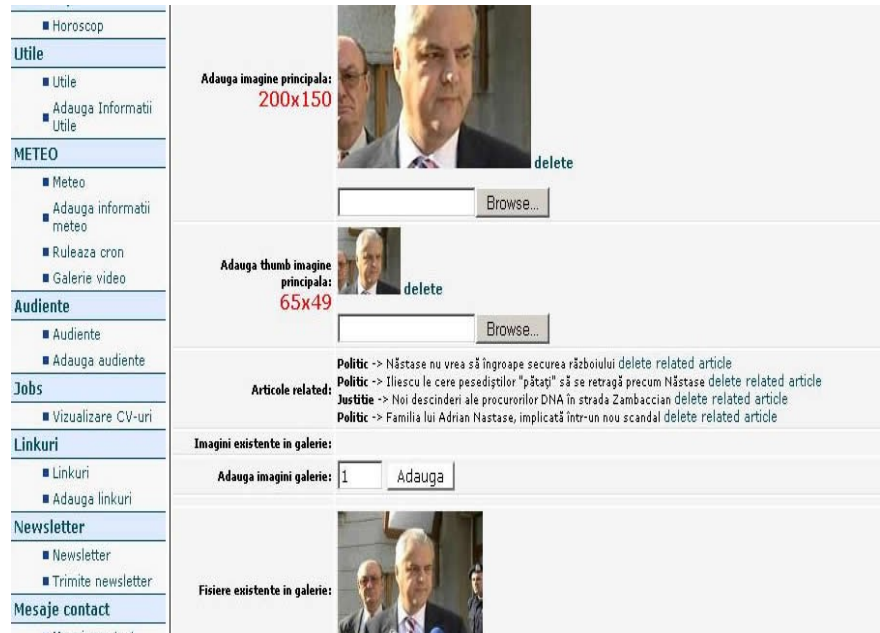 Horoscop
Utile
Utile
Adauga Informatii
Utile
METEO
Meteo
Adauga informatii
meteo
Ruleaza cron
Galerie video
Audiente
Audiente
Adauga audiente
Jobs
Vizualizare CV-uri
Linkuri
Linkuri
Adauga linkuri
Newsletter
Newsletter
Trimite newsletter
Mesaje contact
Adauga imagine principala:
200x150
delete
Browse...
Adauga thumb imagine
principala:
65x49
delete
Browse...
Articole related:
Politic -> Năstase nu vrea să îngroape securea războiului delete related article
Politic -> Iliescu le cere pesediştilor "pătaţi" să se retragă precum Năstase delete related article
Justitie -> Noi descinderi ale procurorilor DNA în strada Zambaccian delete related article
Politic -> Familia lui Adrian Nastase, implicată într-un nou scandal delete related article
Imagini existente in galerie:
Adauga imagini galerie: 1 Adauga
Fisiere existente in galerie: